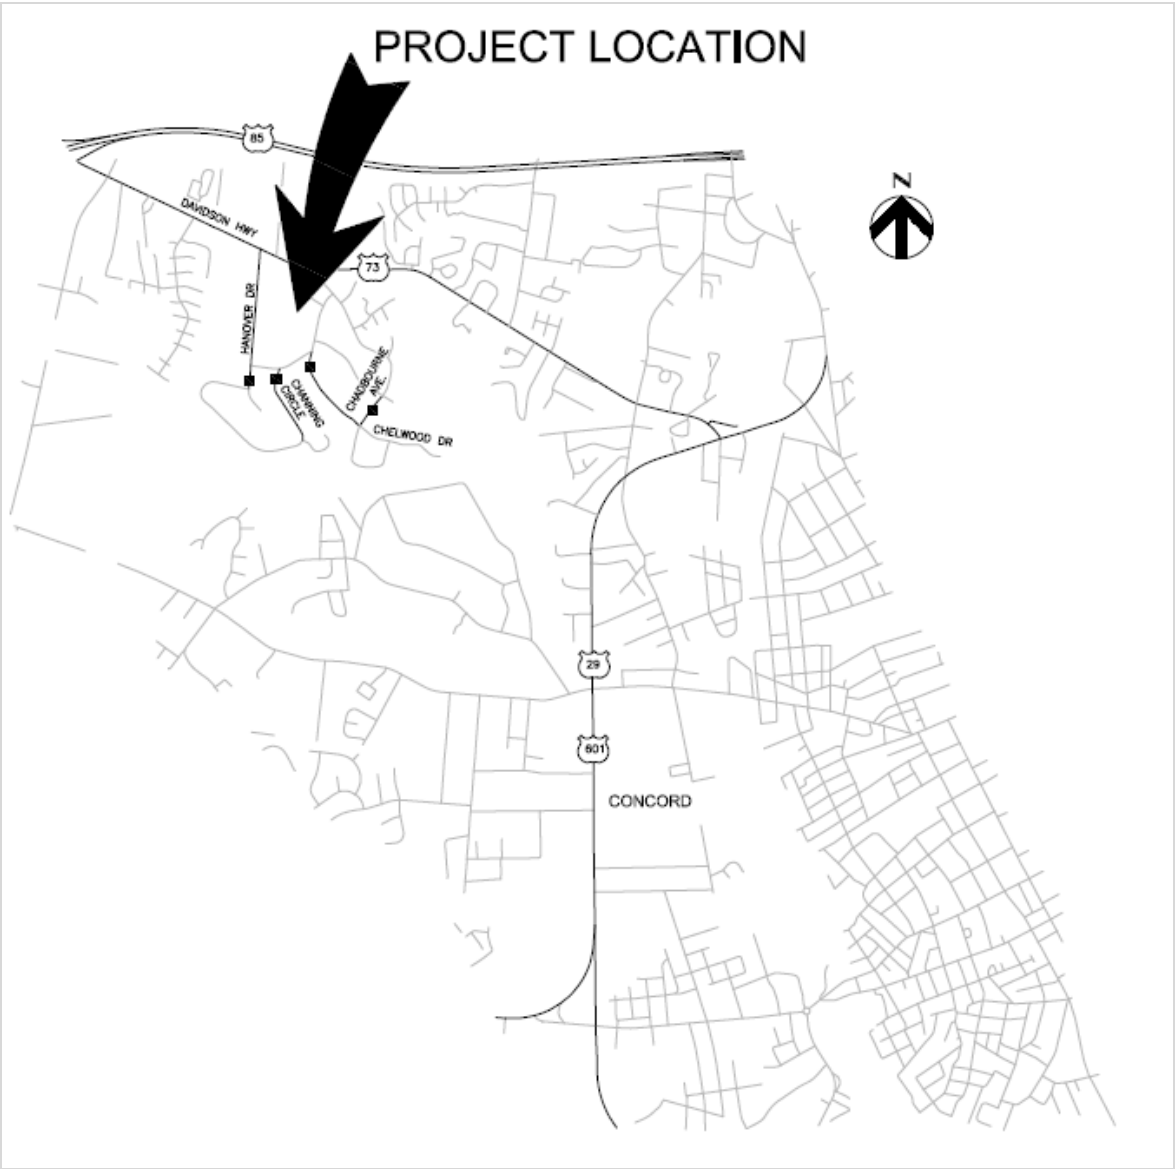 PROJECT LOCATION
85
N
DAVIDSON HWY
73
HANOVER DR
CHANNING
CIRCLE
CHADBOURNE
AVE.
CHELWOOD DR
29
601
CONCORD